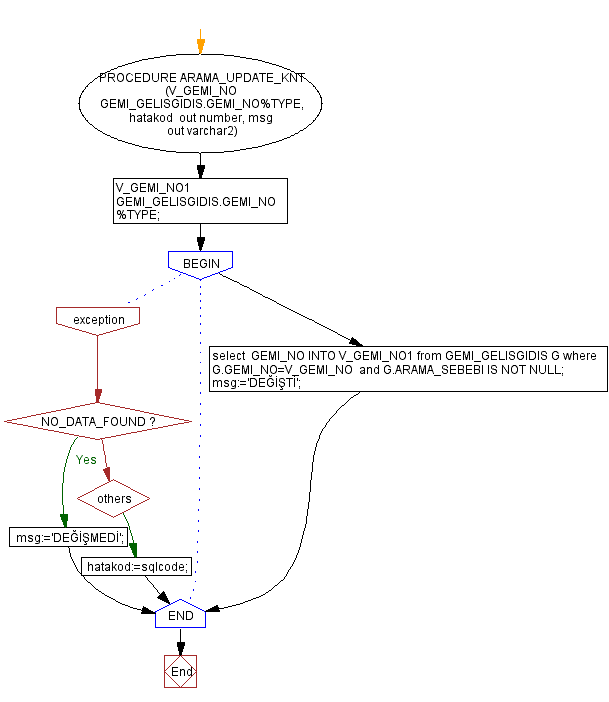 PROCEDURE ARAMA_UPDATE_KNT
(V_GEMI_NO
GEMI_GELISGIDIS.GEMI_NO%TYPE,
hatakod out number, msg
out varchar2)
V_GEMI_NO1
GEMI_GELISGIDIS.GEMI_NO
%TYPE;
BEGIN
exception
select GEMI_NO INTO V_GEMI_NO1 from GEMI_GELISGIDIS G where
G.GEMI_NO=V_GEMI_NO and G.ARAMA_SEBEBI IS NOT NULL;
msg:='DEĞİŞTİ';
NO_DATA_FOUND ?
Yes
others
msg:='DEĞİŞMEDİ';
hatakod:=sqlcode;
END
End